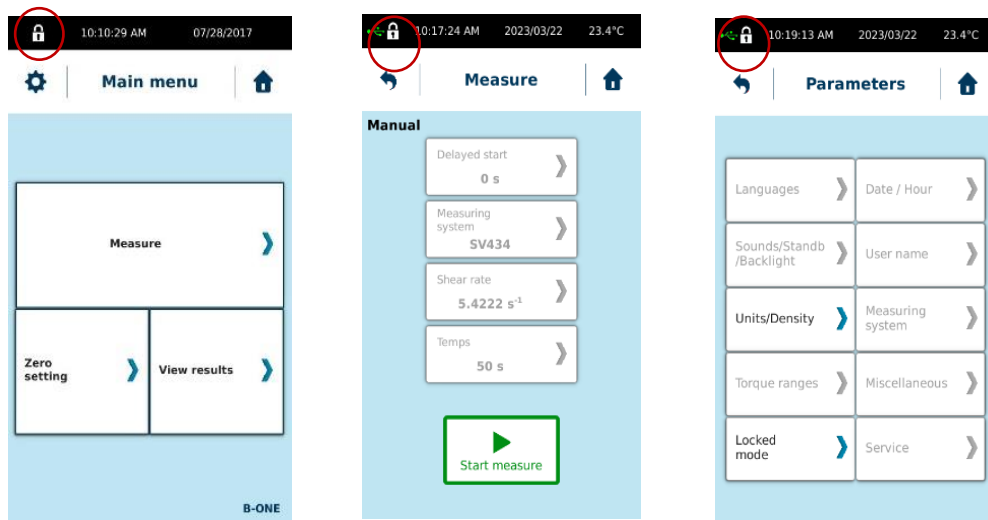 10:10:29 AM 07/28/2017
Main menu
Measure
Zero
setting
View results
B-ONE
10:17:24 AM 2023/03/22 23.4°C
Measure
Manual
Delayed start
0 s
Measuring
system
SV434
Shear rate
5.4222 s⁻¹
Temps
50 s
Start measure
10:19:13 AM 2023/03/22 23.4°C
Parameters
Languages
Date / Hour
Sounds/Standb
/Backlight
User name
Units/Density
Measuring
system
Torque ranges
Miscellaneous
Locked
mode
Service